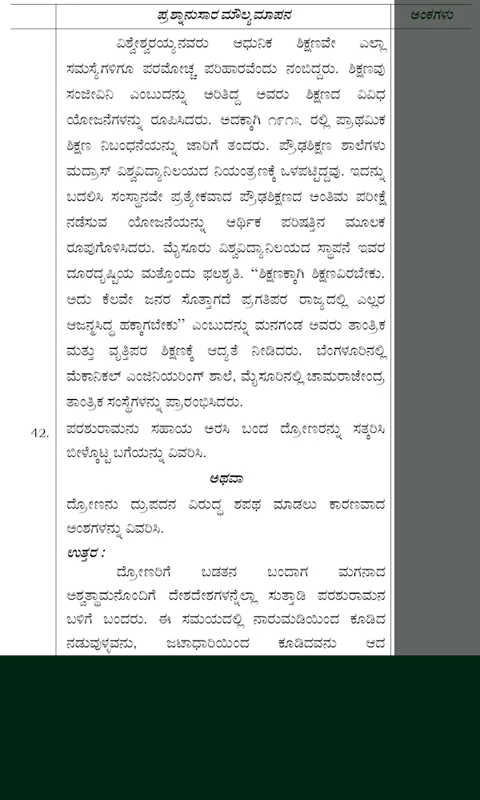 ಪ್ರಶ್ನಾನುಸಾರ ಮೌಲ್ಯಮಾಪನ ಅಂಕಗಳು
ವಿಶ್ವೇಶ್ವರಯ್ಯನವರು ಆಧುನಿಕ ಶಿಕ್ಷಣವೇ ಎಲ್ಲಾ
ಸಮಸ್ಯೆಗಳಿಗೂ ಪರಮೋಚ್ಚ ಪರಿಹಾರವೆಂದು ನಂಬಿದ್ದರು. ಶಿಕ್ಷಣವು
ಸಂಜೀವಿನಿ ಎಂಬುದನ್ನು ಅರಿತಿದ್ದ ಅವರು ಶಿಕ್ಷಣದ ವಿವಿಧ
ಯೋಜನೆಗಳನ್ನು ರೂಪಿಸಿದರು. ಅದಕ್ಕಾಗಿ ೧೯೧೩ ರಲ್ಲಿ ಪ್ರಾಥಮಿಕ
ಶಿಕ್ಷಣ ನಿಬಂಧನೆಯನ್ನು ಜಾರಿಗೆ ತಂದರು. ಪ್ರೌಢಶಿಕ್ಷಣ ಶಾಲೆಗಳು
ಮದ್ರಾಸ್ ವಿಶ್ವವಿದ್ಯಾನಿಲಯದ ನಿಯಂತ್ರಣಕ್ಕೆ ಒಳಪಟ್ಟಿದ್ದವು. ಇದನ್ನು
ಬದಲಿಸಿ ಸಂಸ್ಥಾನವೇ ಪ್ರತ್ಯೇಕವಾದ ಪ್ರೌಢಶಿಕ್ಷಣದ ಅಂತಿಮ ಪರೀಕ್ಷೆ
ನಡೆಸುವ ಯೋಜನೆಯನ್ನು ಆರ್ಥಿಕ ಪರಿಷತ್ತಿನ ಮೂಲಕ
ರೂಪುಗೊಳಿಸಿದರು. ಮೈಸೂರು ವಿಶ್ವವಿದ್ಯಾನಿಲಯದ ಸ್ಥಾಪನೆ ಇವರ
ದೂರದೃಷ್ಟಿಯ ಮತ್ತೊಂದು ಫಲಶೃತಿ. “ಶಿಕ್ಷಣಕ್ಕಾಗಿ ಶಿಕ್ಷಣವಿರಬೇಕು.
ಅದು ಕೆಲವೇ ಜನರ ಸೊತ್ತಾಗದೆ ಪ್ರಗತಿಪರ ರಾಜ್ಯದಲ್ಲಿ ಎಲ್ಲರ
ಆಜನ್ಮಸಿದ್ಧ ಹಕ್ಕಾಗಬೇಕು” ಎಂಬುದನ್ನು ಮನಗಂಡ ಅವರು ತಾಂತ್ರಿಕ
ಮತ್ತು ವೃತ್ತಿಪರ ಶಿಕ್ಷಣಕ್ಕೆ ಆದ್ಯತೆ ನೀಡಿದರು. ಬೆಂಗಳೂರಿನಲ್ಲಿ
ಮೆಕಾನಿಕಲ್ ಎಂಜಿನಿಯರಿಂಗ್ ಶಾಲೆ, ಮೈಸೂರಿನಲ್ಲಿ ಚಾಮರಾಜೇಂದ್ರ
ತಾಂತ್ರಿಕ ಸಂಸ್ಥೆಗಳನ್ನು ಪ್ರಾರಂಭಿಸಿದರು.
42. ಪರಶುರಾಮನು ಸಹಾಯ ಅರಸಿ ಬಂದ ದ್ರೋಣರನ್ನು ಸತ್ಕರಿಸಿ
ಬೀಳ್ಕೊಟ್ಟ ಬಗೆಯನ್ನು ವಿವರಿಸಿ.
ಅಥವಾ
ದ್ರೋಣನು ದ್ರುಪದನ ವಿರುದ್ಧ ಶಪಥ ಮಾಡಲು ಕಾರಣವಾದ
ಅಂಶಗಳನ್ನು ವಿವರಿಸಿ.
ಉತ್ತರ :
ದ್ರೋಣರಿಗೆ ಬಡತನ ಬಂದಾಗ ಮಗನಾದ
ಅಶ್ವತ್ಥಾಮನೊಂದಿಗೆ ದೇಶದೇಶಗಳನ್ನೆಲ್ಲಾ ಸುತ್ತಾಡಿ ಪರಶುರಾಮನ
ಬಳಿಗೆ ಬಂದರು. ಈ ಸಮಯದಲ್ಲಿ ನಾರುಮಡಿಯಿಂದ ಕೂಡಿದ
ನಡುವುಳ್ಳವನು, ಜಟಾಧಾರಿಯಿಂದ ಕೂಡಿದವನು ಆದ